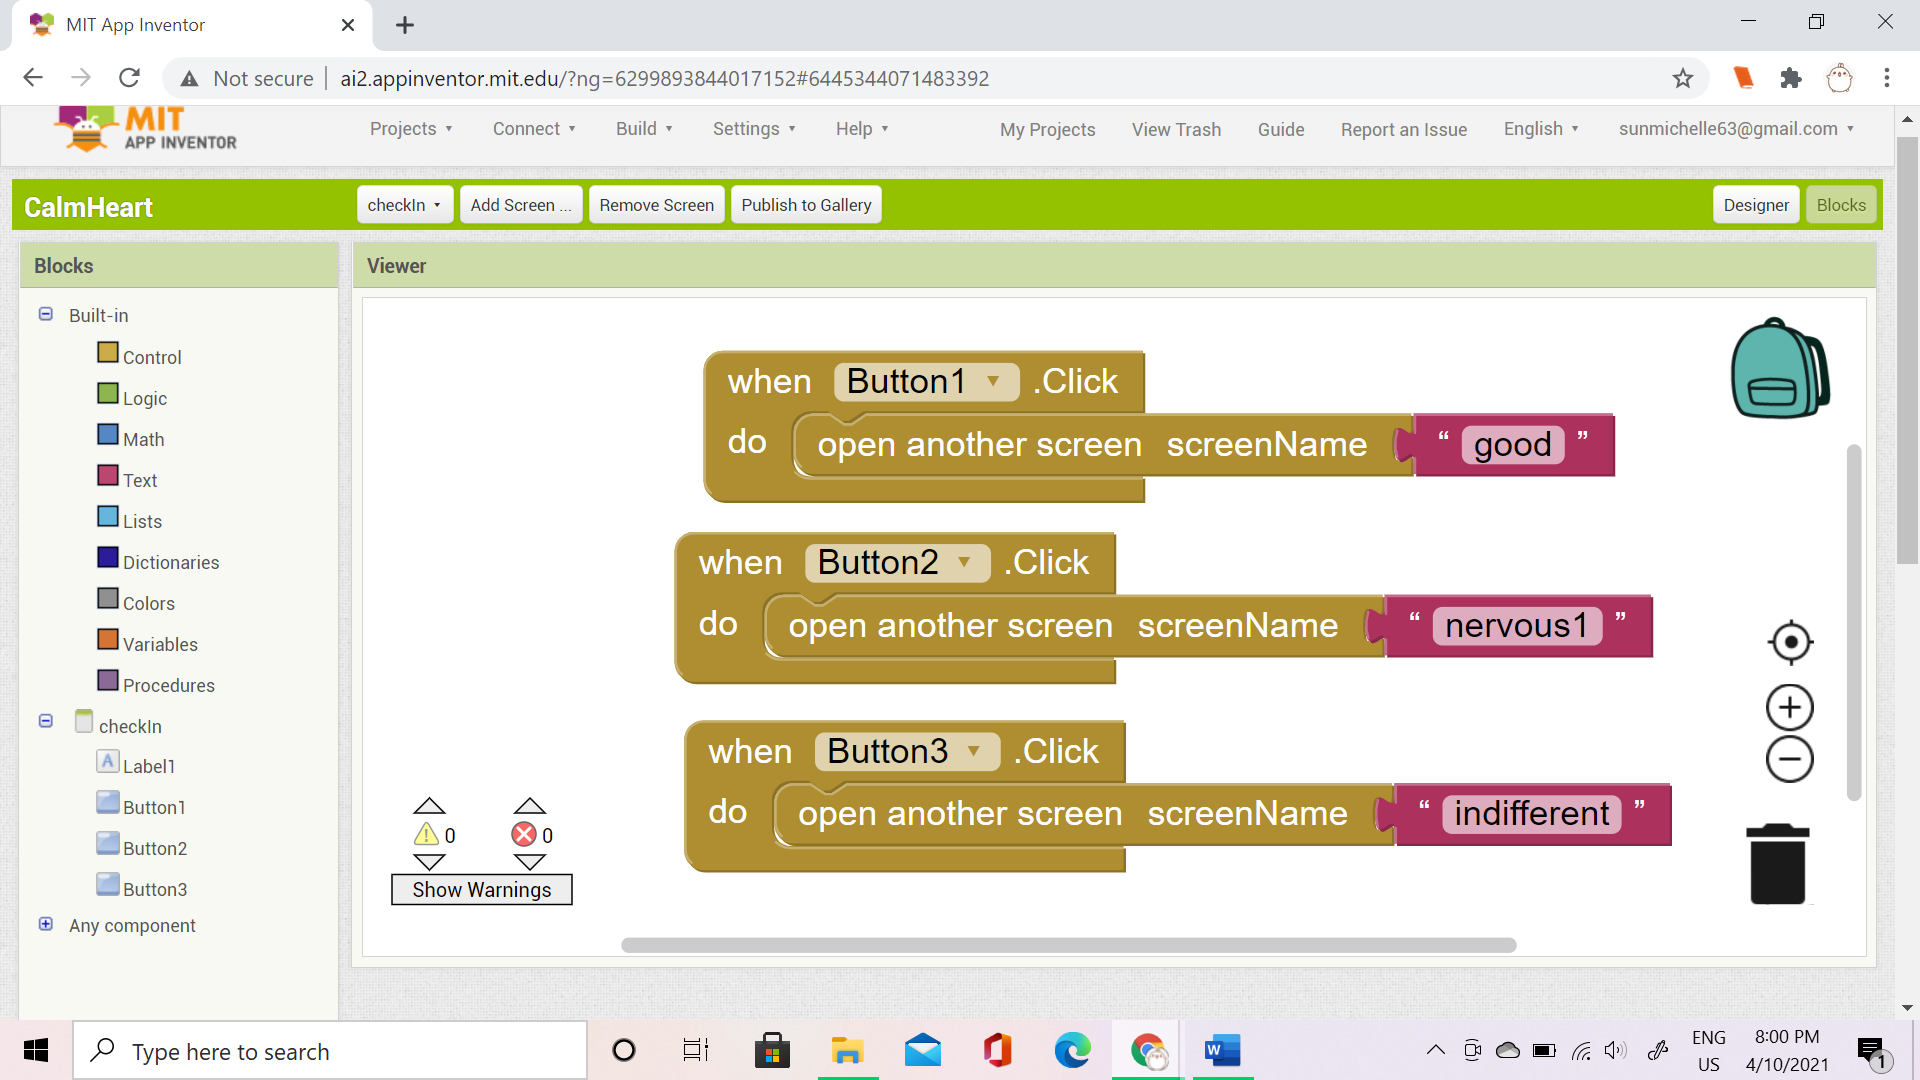 MIT App Inventor
Not secure | ai2.appinventor.mit.edu/?ng=6299893844017152#6445344071483392
MIT
APP INVENTOR
Projects Connect Build Settings Help My Projects View Trash Guide Report an Issue English sunmichelle63@gmail.com
CalmHeart checkIn Add Screen ... Remove Screen Publish to Gallery Designer Blocks
Blocks Viewer
Built-in
Control
Logic
Math
Text
Lists
Dictionaries
Colors
Variables
Procedures
checkIn
A Label1
Button1
Button2
Button3
Any component
when Button1 .Click
do open another screen screenName “ good ”
when Button2 .Click
do open another screen screenName “ nervous1 ”
when Button3 .Click
do open another screen screenName “ indifferent ”
0 0
Show Warnings
Type here to search
W
ENG
US
8:00 PM
4/10/2021
1